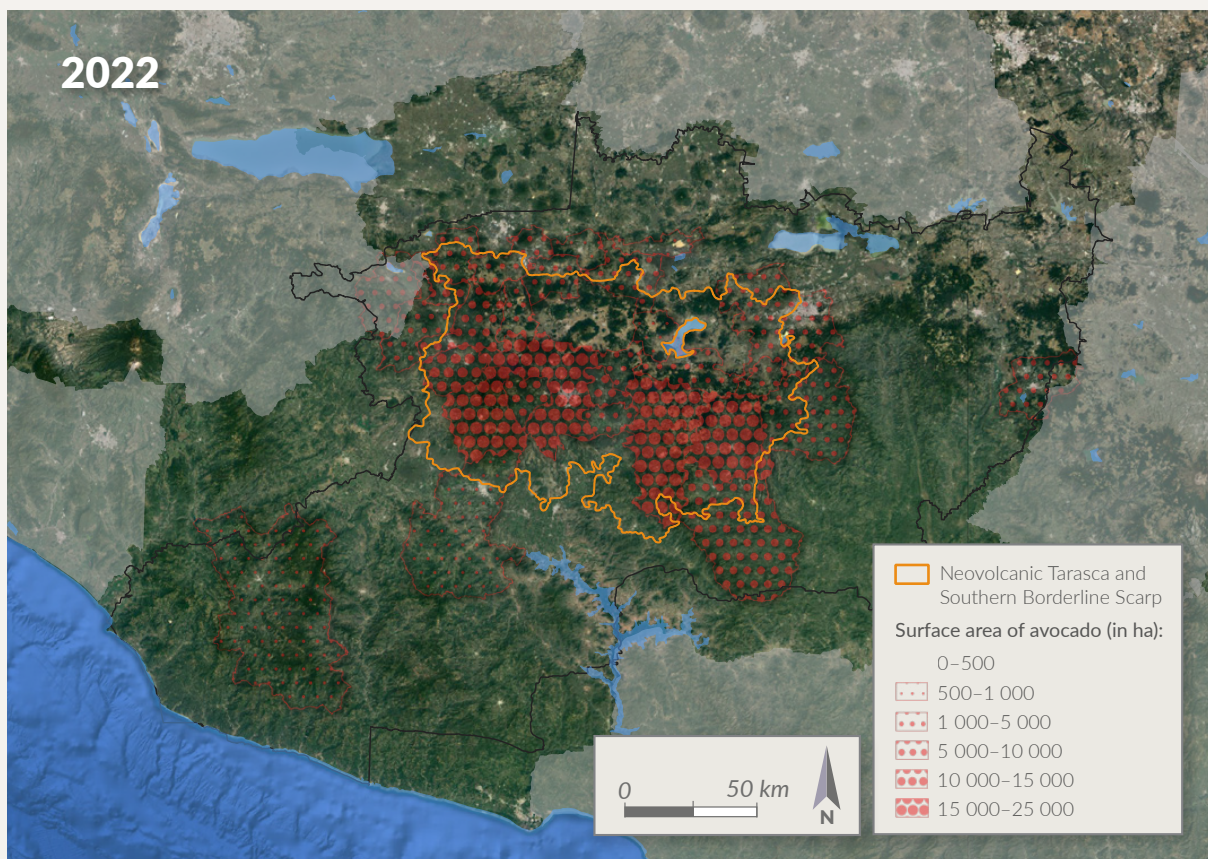 2022
Neovolcanic Tarasca and
Southern Borderline Scarp
Surface area of avocado (in ha):
0–500
500–1 000
1 000–5 000
5 000–10 000
10 000–15 000
15 000–25 000
0 50 km
N